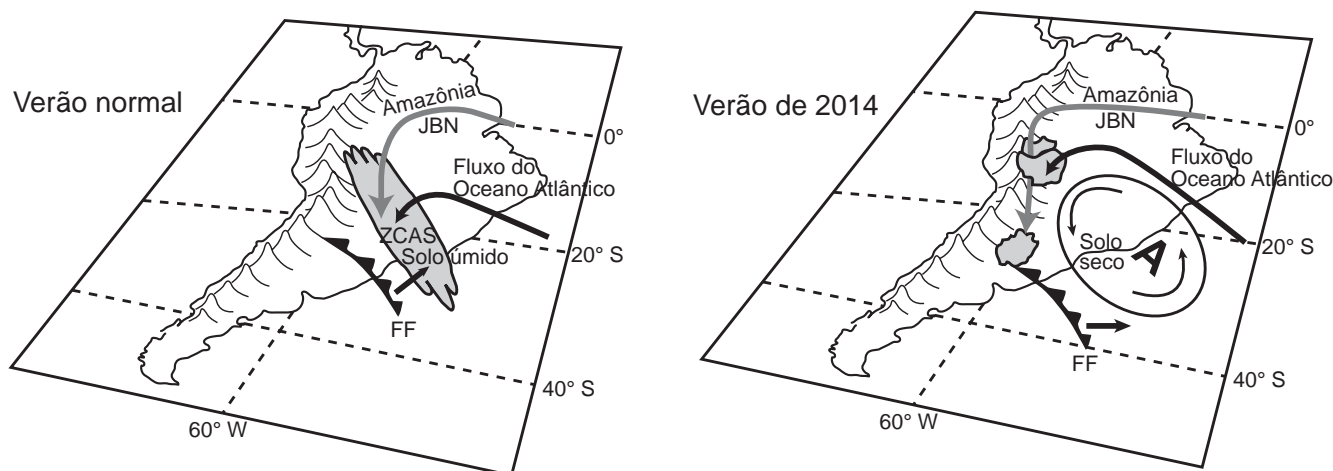 Verão normal
Amazônia
JBN
0°
Fluxo do
Oceano Atlântico
ZCAS
Solo úmido
20° S
FF
40° S
60° W
Verão de 2014
Amazônia
JBN
0°
Fluxo do
Oceano Atlântico
Solo
seco
A
20° S
FF
40° S
60° W